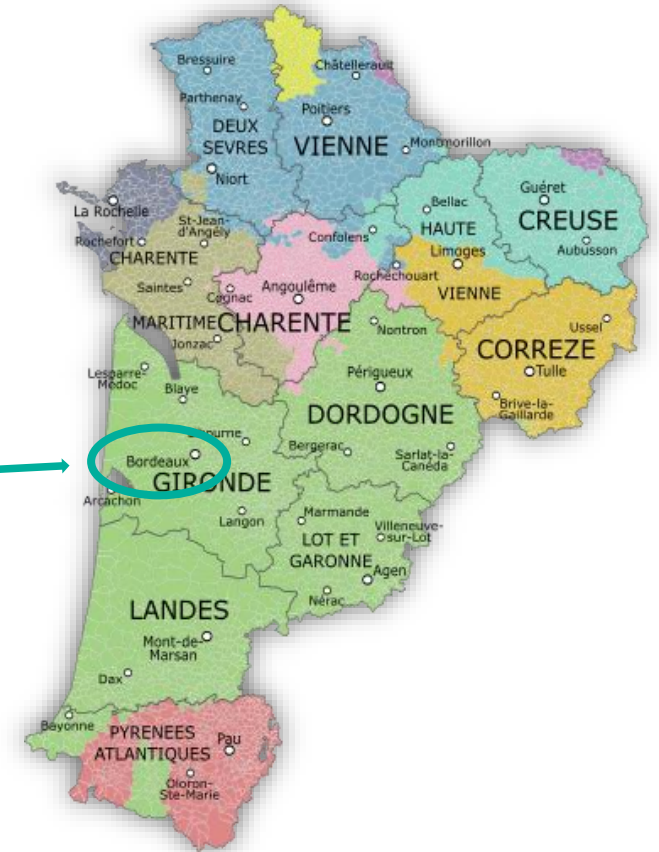 Bressuire
Châtellerault
Parthenay
Poitiers
DEUX
SEVRES
VIENNE
Montmorillon
Niort
Guéret
La Rochelle
Bellac
St-Jean-
d'Angély
HAUTE
CREUSE
Rochefort
Confolens
Limoges
Aubusson
CHARENTE
Rochechouart
Saintes
Cognac
Angoulême
VIENNE
MARITIME
CHARENTE
Ussel
Jonzac
Nontron
CORREZE
Lesparre-
Médoc
Périgueux
Tulle
Blaye
Brive-la-
Gaillarde
DORDOGNE
Bergerac
Sarlat-la-
Canéda
Bordeaux
GIRONDE
Arcachon
Langon
Marmande
Villeneuve-
sur-Lot
LOT ET
GARONNE
Agen
Nérac
LANDES
Mont-de-
Marsan
Dax
Bayonne
PYRENEES
ATLANTIQUES
Pau
Oloron-
Ste-Marie